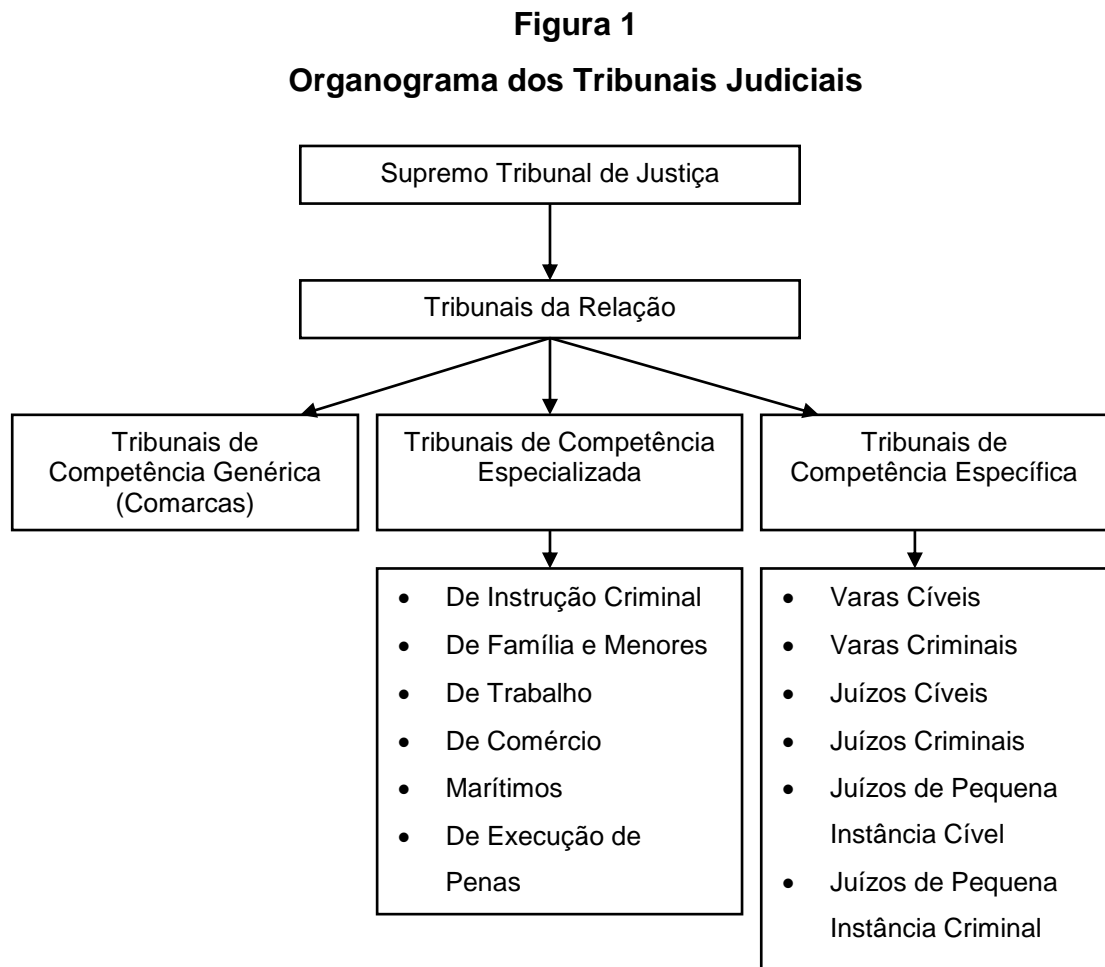 Figura 1
Organograma dos Tribunais Judiciais
Supremo Tribunal de Justiça
Tribunais da Relação
Tribunais de
Competência Genérica
(Comarcas)
Tribunais de Competência
Especializada
Tribunais de
Competência Específica
• De Instrução Criminal
• De Família e Menores
• De Trabalho
• De Comércio
• Marítimos
• De Execução de
Penas
• Varas Cíveis
• Varas Criminais
• Juízos Cíveis
• Juízos Criminais
• Juízos de Pequena
Instância Cível
• Juízos de Pequena
Instância Criminal